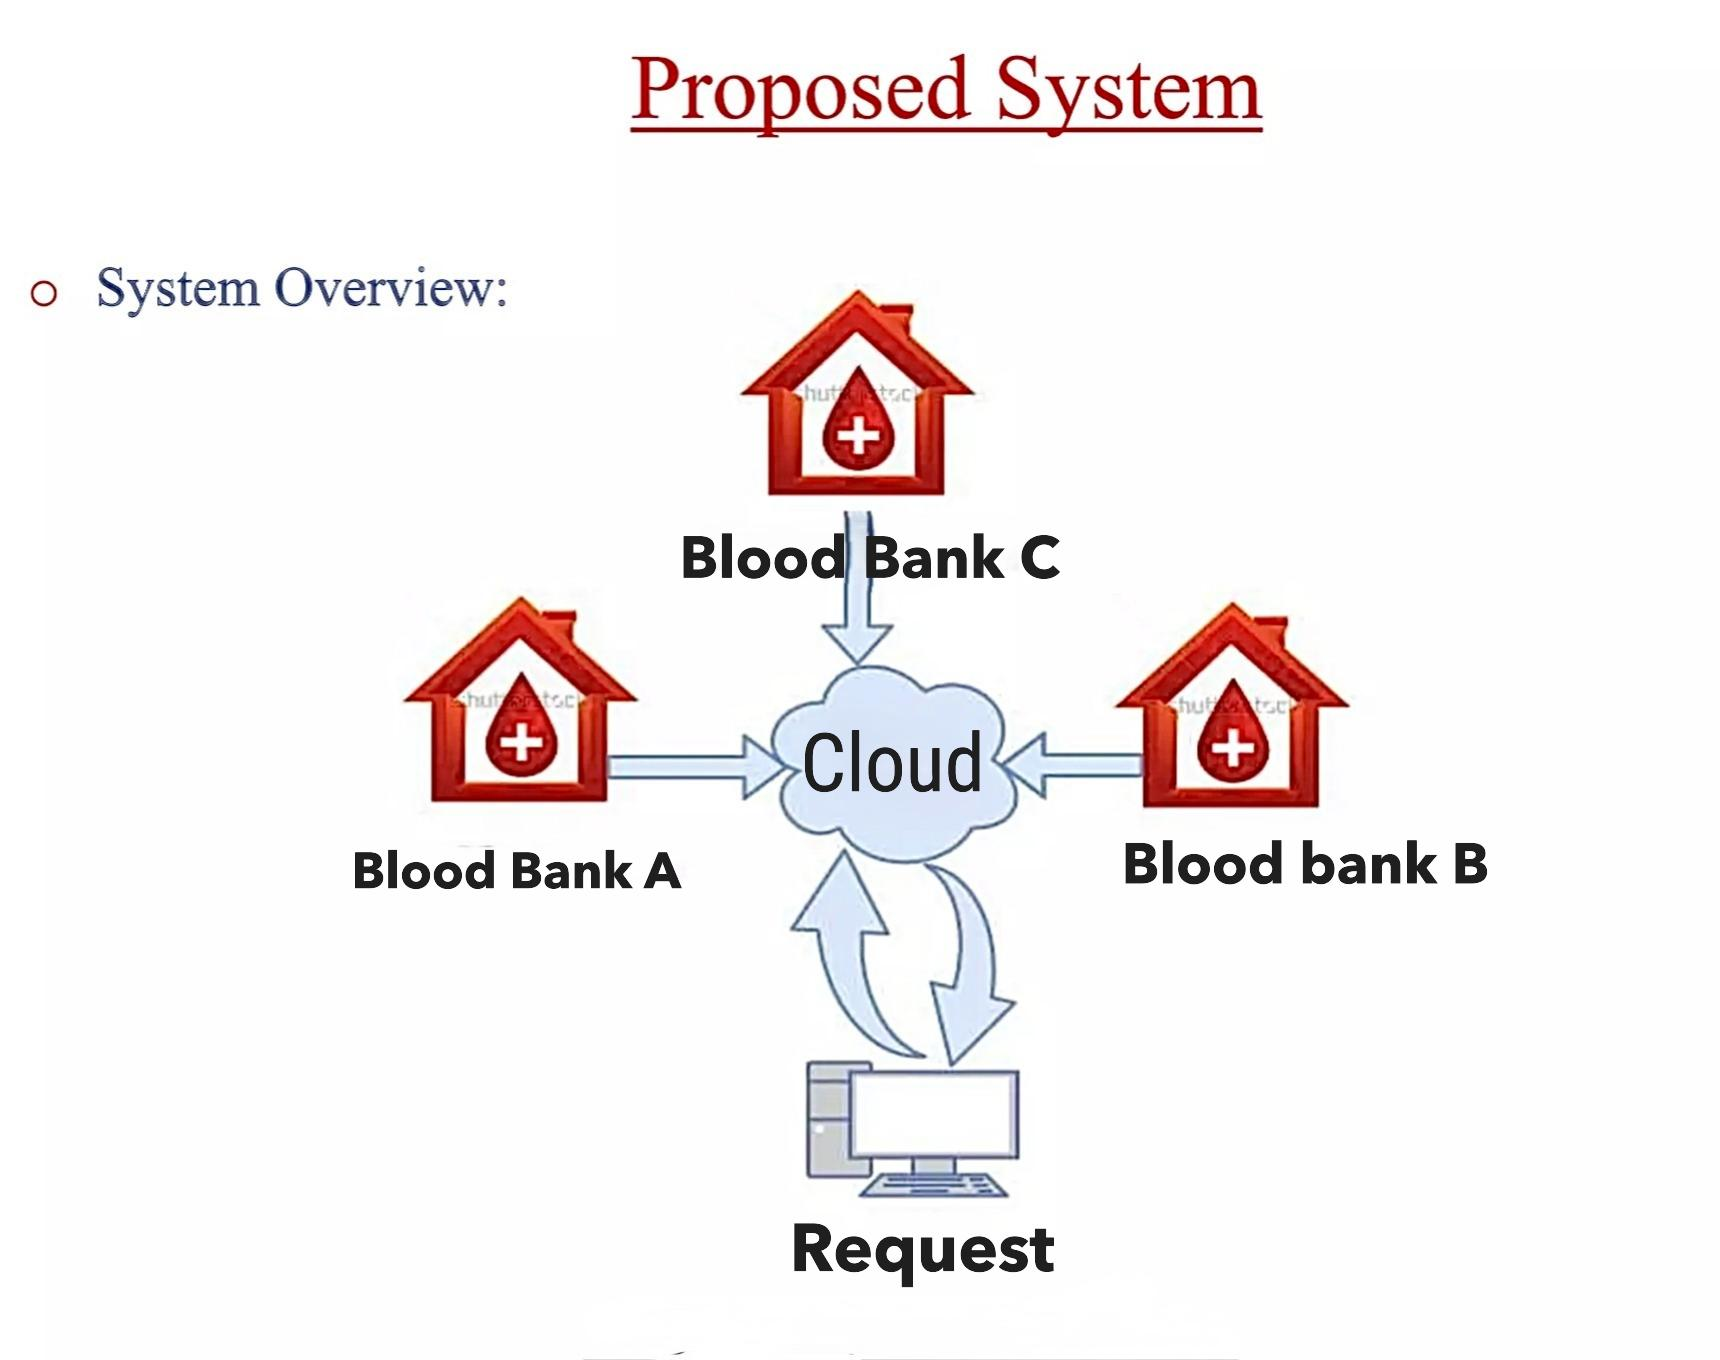 Proposed System
System Overview:
Blood Bank C
Cloud
Blood Bank A
Blood bank B
Request